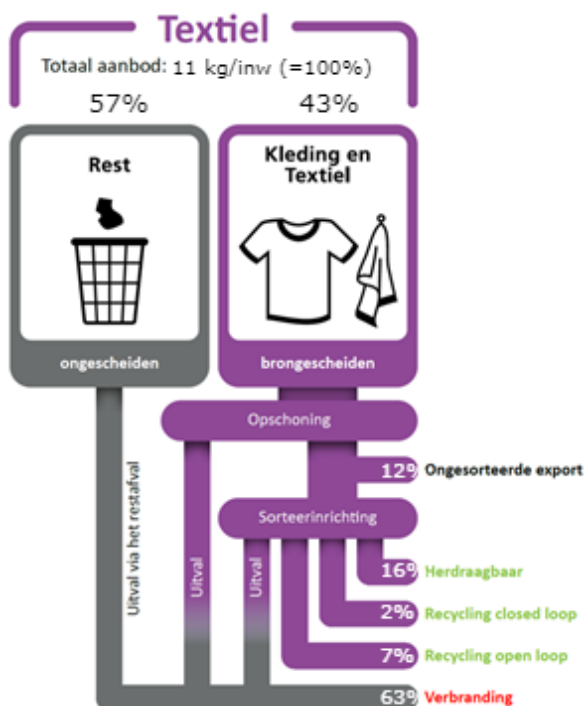 Textiel
Totaal aanbod: 11 kg/inw (=100%)
57% 43%
Rest
Kleding en
Textiel
ongescheiden
brongescheiden
Opschoning
12% Ongesorteerde export
Sorteerinrichting
Uitval via het restafval
Uitval
Uitval
16% Herdraagbaar
2% Recycling closed loop
7% Recycling open loop
63% Verbranding